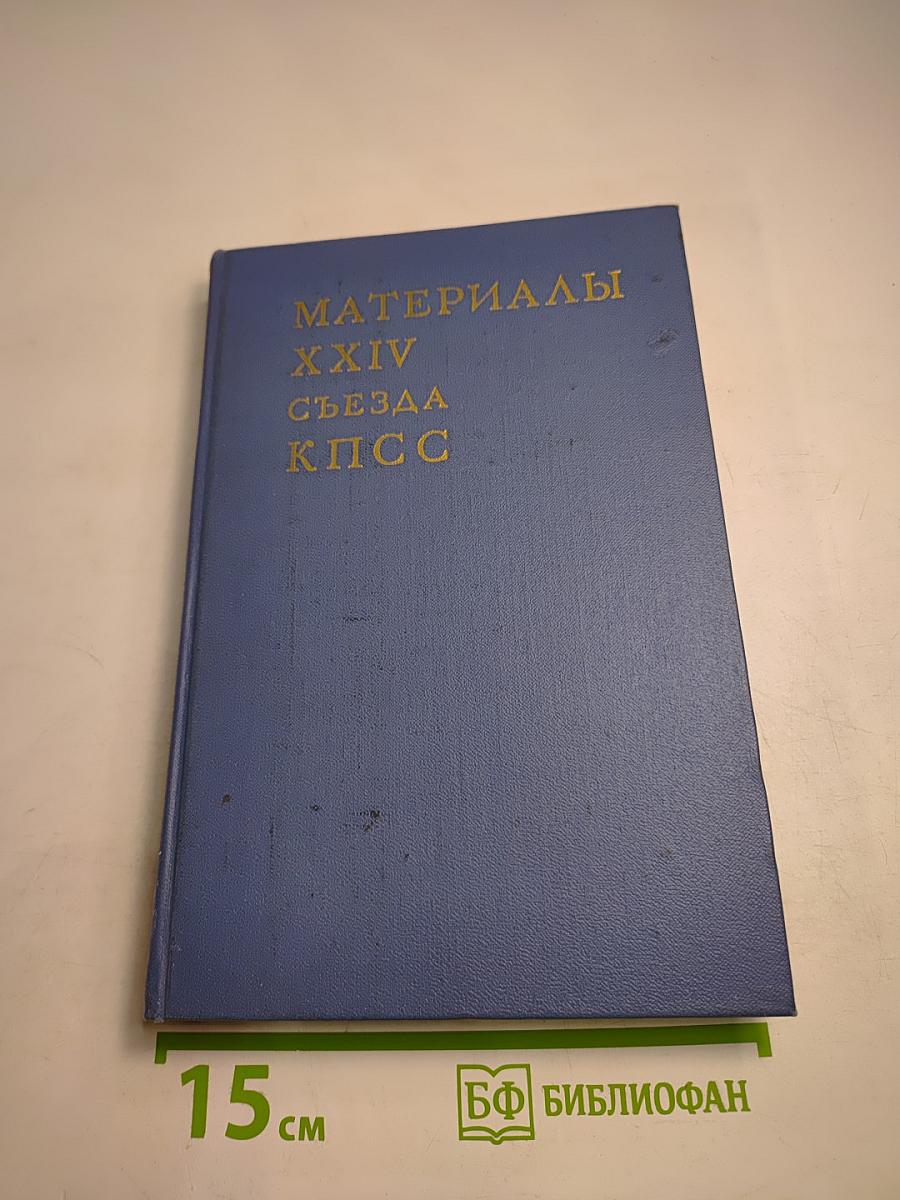 МАТЕРИАЛЫ
XXIV
СЪЕЗДА
КПСС
15 см
БФ БИБЛИОФАН